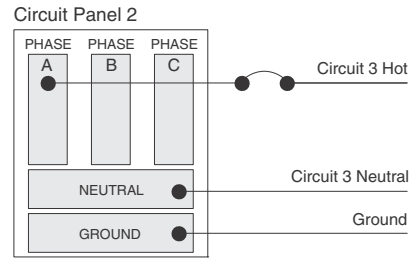 Circuit Panel 2
PHASE PHASE PHASE
A B C
Circuit 3 Hot
NEUTRAL
Circuit 3 Neutral
GROUND
Ground